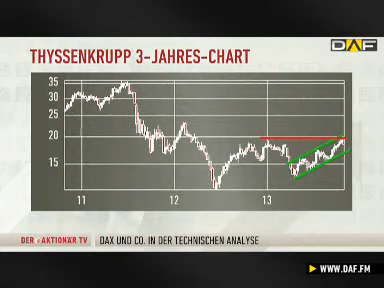 DAF
THYSSENKRUPP 3-JAHRES-CHART
35
30
25
20
15
11 12 13
DER AKTIONÄR TV DAX UND CO. IN DER TECHNISCHEN ANALYSE
WWW.DAF.FM